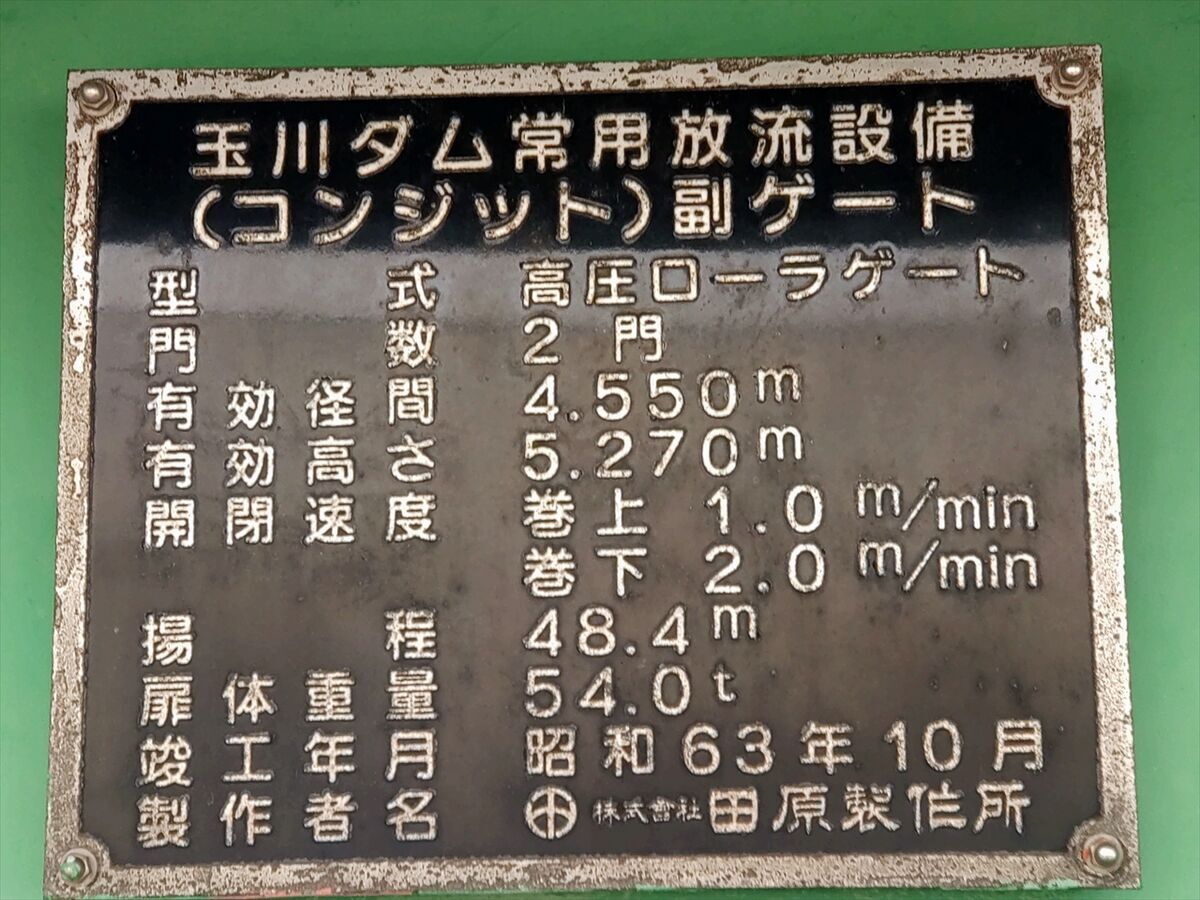 玉川ダム常用放流設備
(コンジット)副ゲート
型式 高圧ローラゲート
門数 2門
有効径間 4.550m
有効高さ 5.270m
開閉速度 巻上 1.0 m/min
巻下 2.0 m/min
揚程 48.4m
扉体重量 54.0t
竣工年月 昭和63年10月
製作者名 株式會社田原製作所